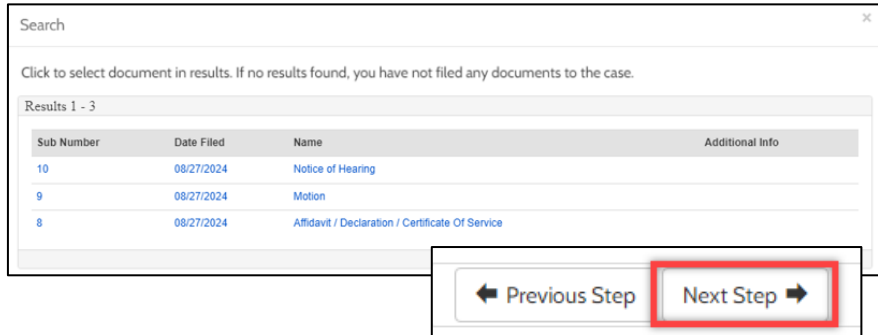 Search ×
Click to select document in results. If no results found, you have not filed any documents to the case.
Results 1 - 3
Sub Number Date Filed Name Additional Info
10 08/27/2024 Notice of Hearing
9 08/27/2024 Motion
8 08/27/2024 Affidavit / Declaration / Certificate Of Service
Previous Step Next Step